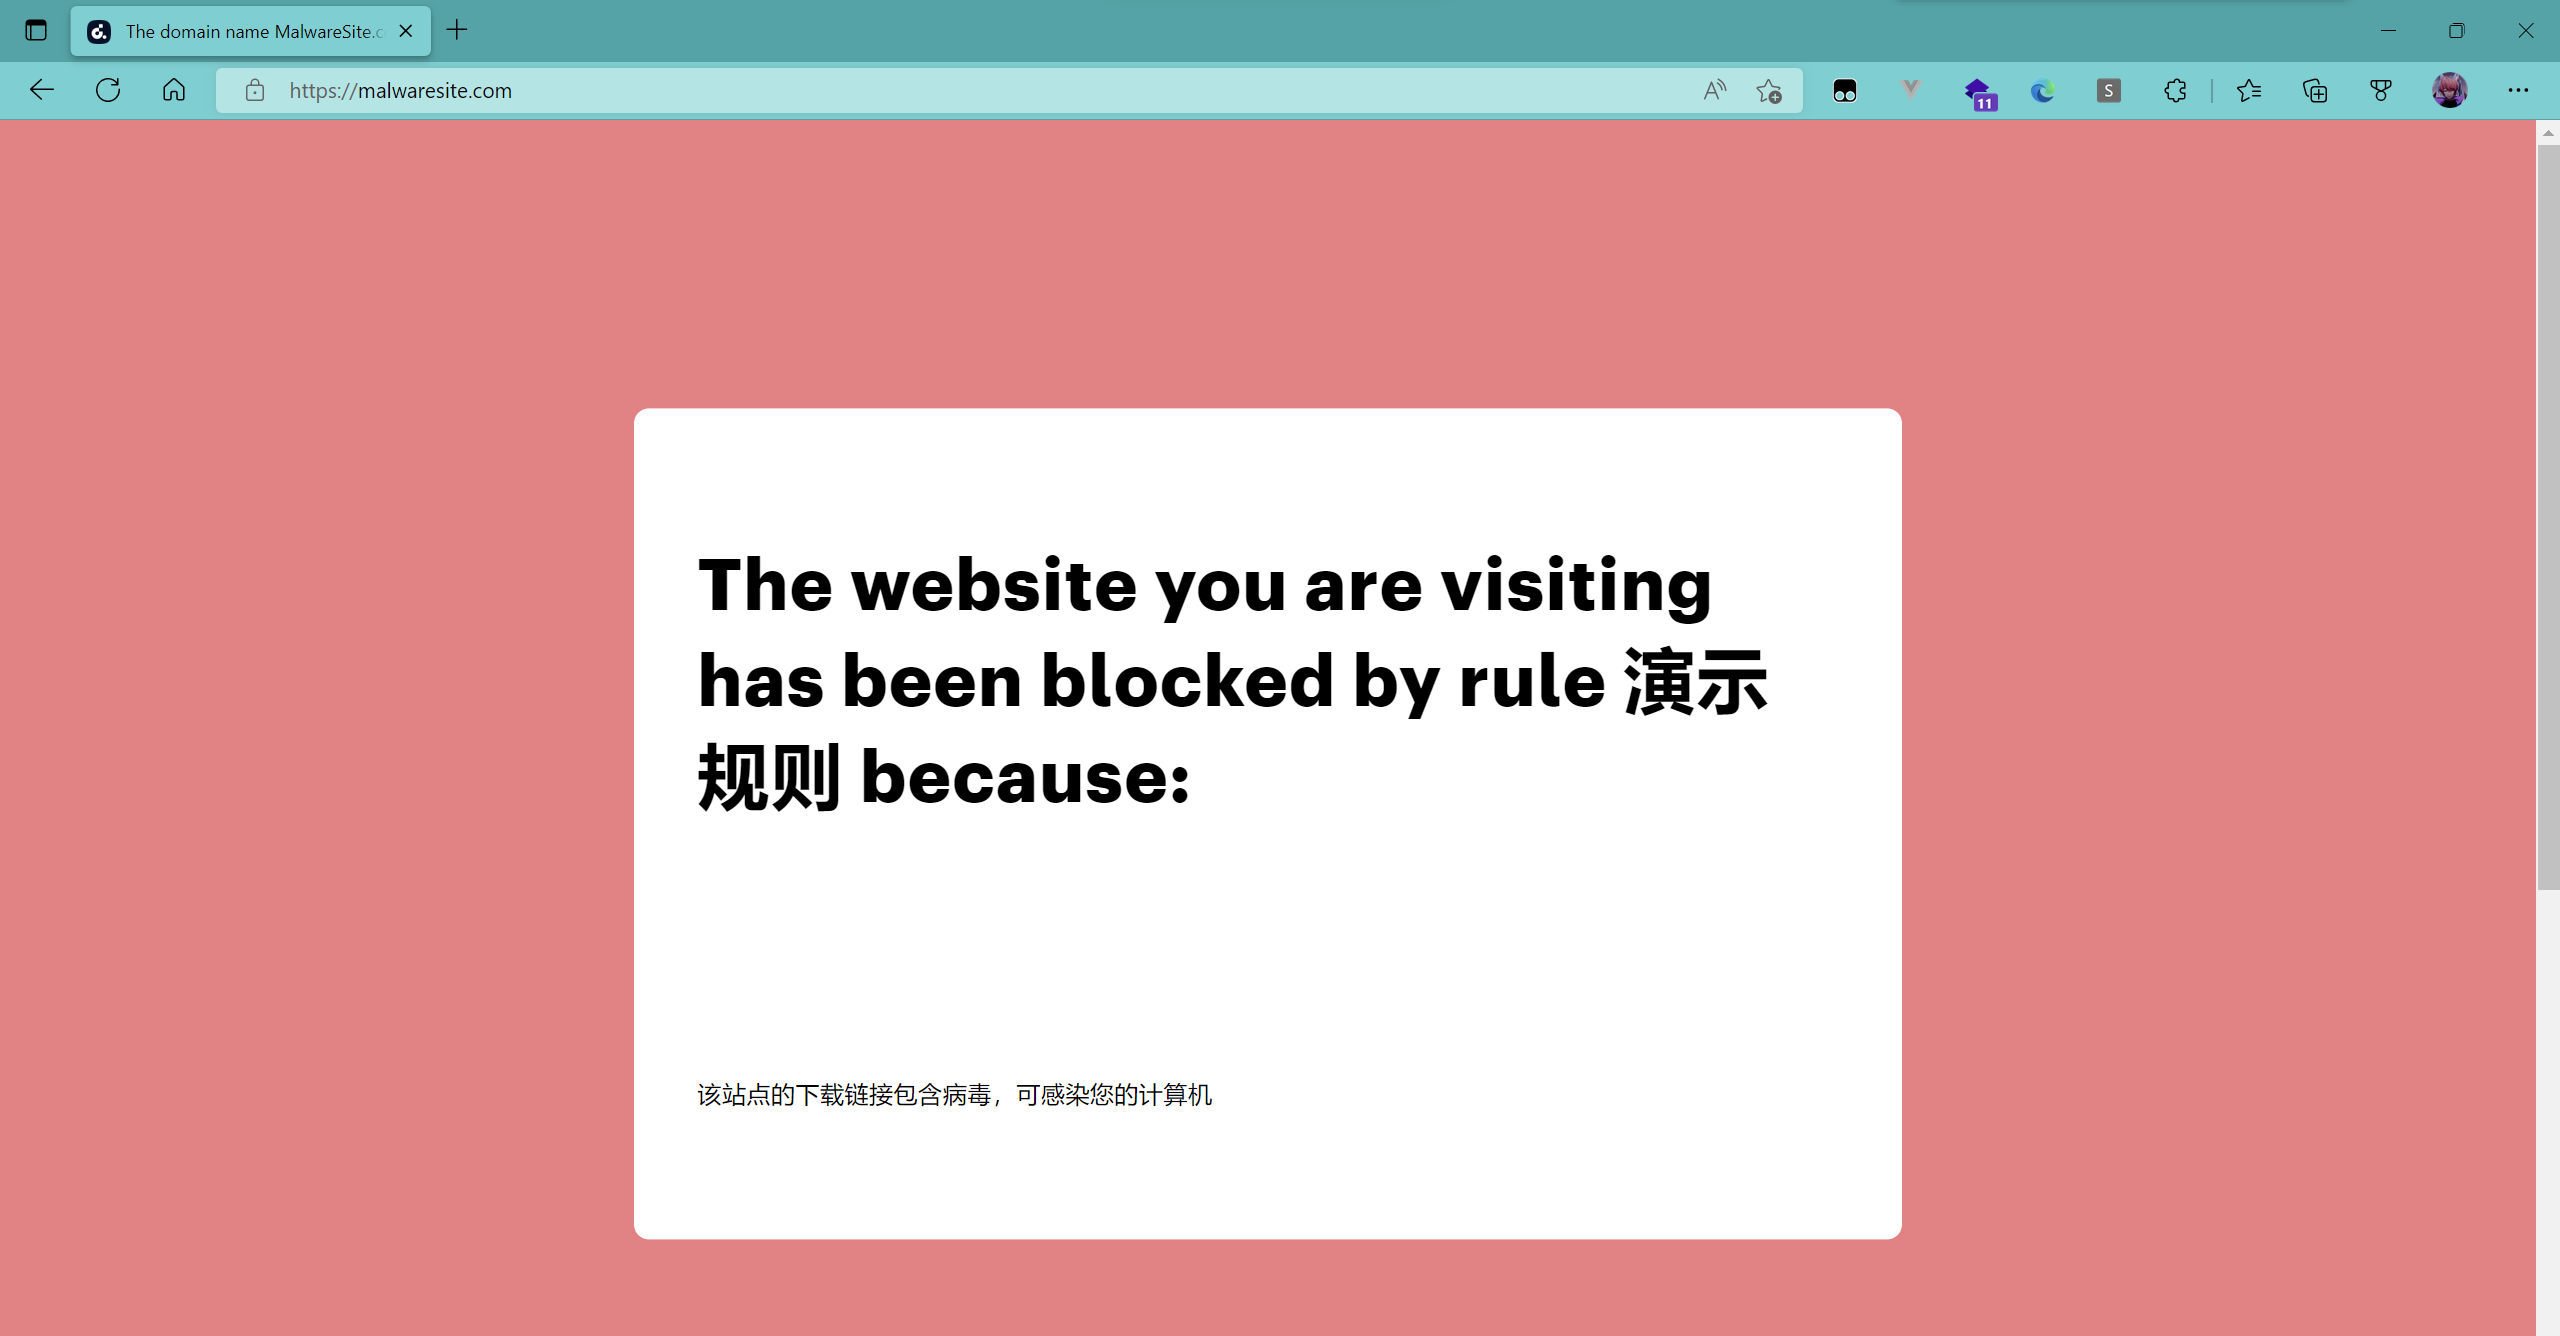 The domain name MalwareSite.c
https://malwaresite.com
11
S
The website you are visiting
has been blocked by rule 演示
规则 because:
该站点的下载链接包含病毒，可感染您的计算机